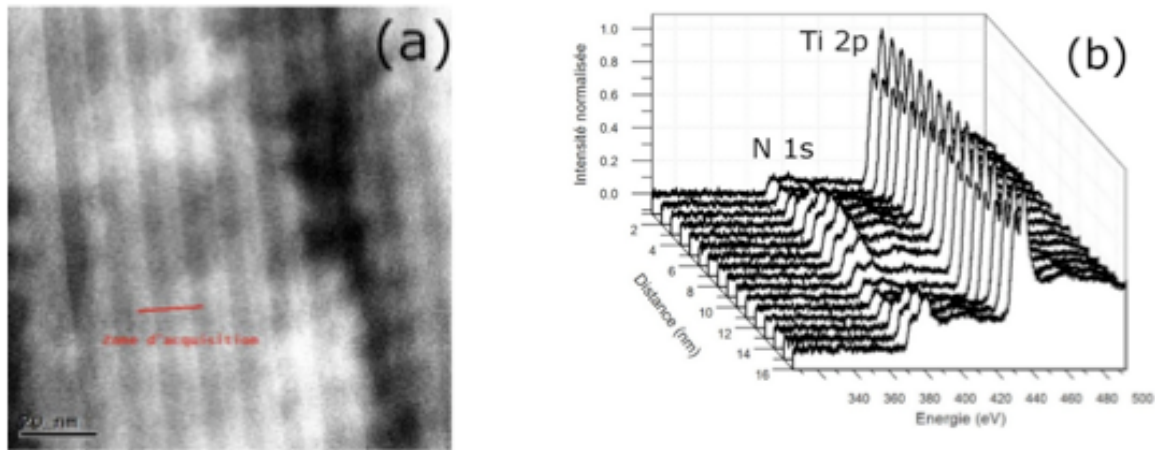 (a)
Zone d'acquisition
20 nm
(b)
Ti 2p
N 1s
Intensité normalisée
1.0
0.8
0.6
0.4
0.2
0.0
2
4
6
8
10
12
14
16
Distance (nm)
340 360 380 400 420 440 460 480 500
Energie (eV)